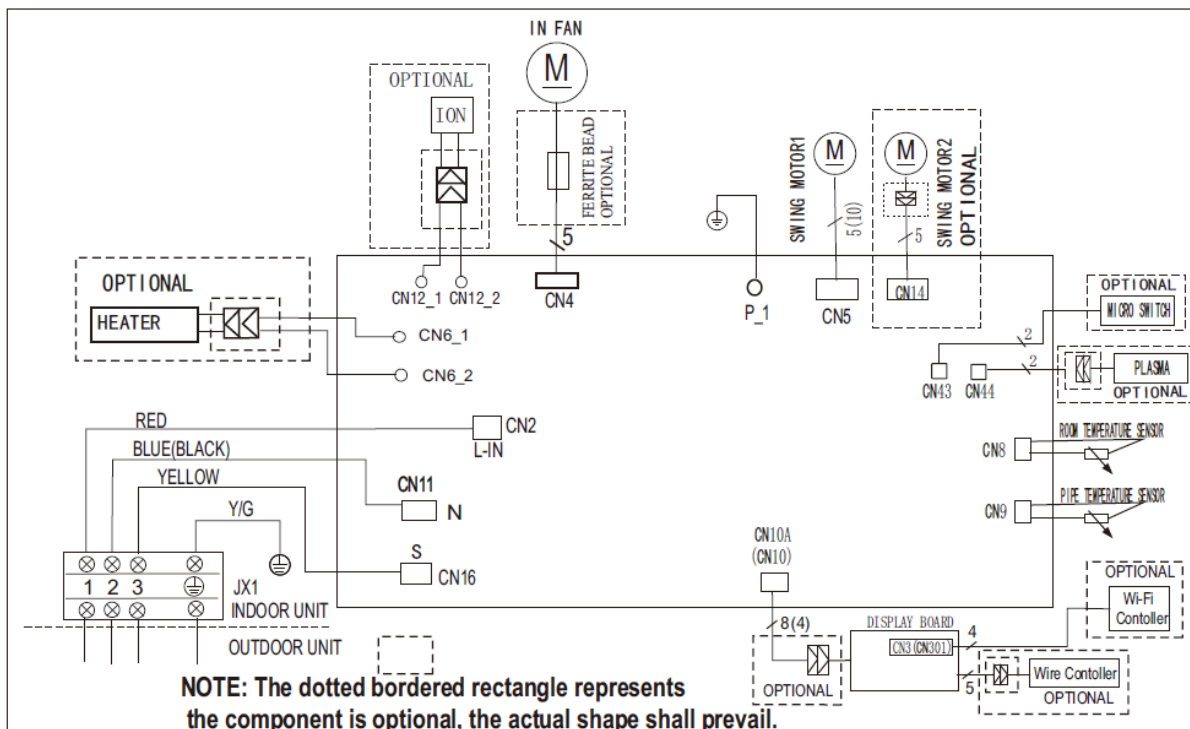 IN FAN
M
OPTIONAL
ION
FERRITE BEAD
OPTIONAL
5
SWING MOTOR1
M
5(10)
M
5
SWING MOTOR2
OPTIONAL
CN12_1
CN12_2
CN4
P_1
CN5
CN14
OPTIONAL
HEATER
CN6_1
CN6_2
OPTIONAL
MICRO SWITCH
2
2
CN43
CN44
PLASMA
OPTIONAL
RED
CN2
L-IN
BLUE(BLACK)
CN11
N
YELLOW
Y/G
S
CN16
ROOM TEMPERATURE SENSOR
CN8
PIPE TEMPERATURE SENSOR
CN9
CN10A
(CN10)
1 2 3
JX1
INDOOR UNIT
OUTDOOR UNIT
8(4)
OPTIONAL
DISPLAY BOARD
CN3(CN301)
4
5
OPTIONAL
Wi-Fi
Contoller
Wire Contoller
OPTIONAL
NOTE: The dotted bordered rectangle represents
the component is optional, the actual shape shall prevail.